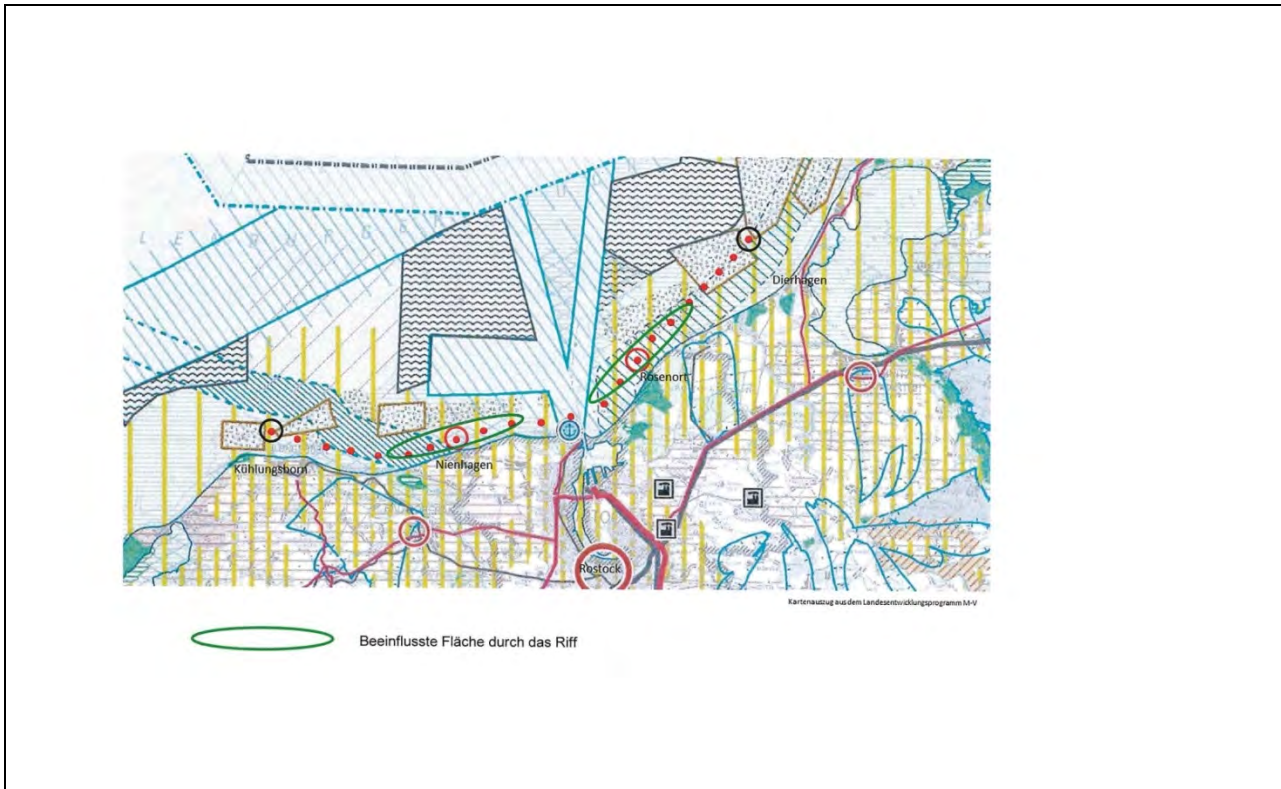 Dierhagen
Rosenort
Kühlungsborn
Nienhagen
Rostock
Kartenauszug aus dem Landesentwicklungsprogramm M-V
Beeinflusste Fläche durch das Riff